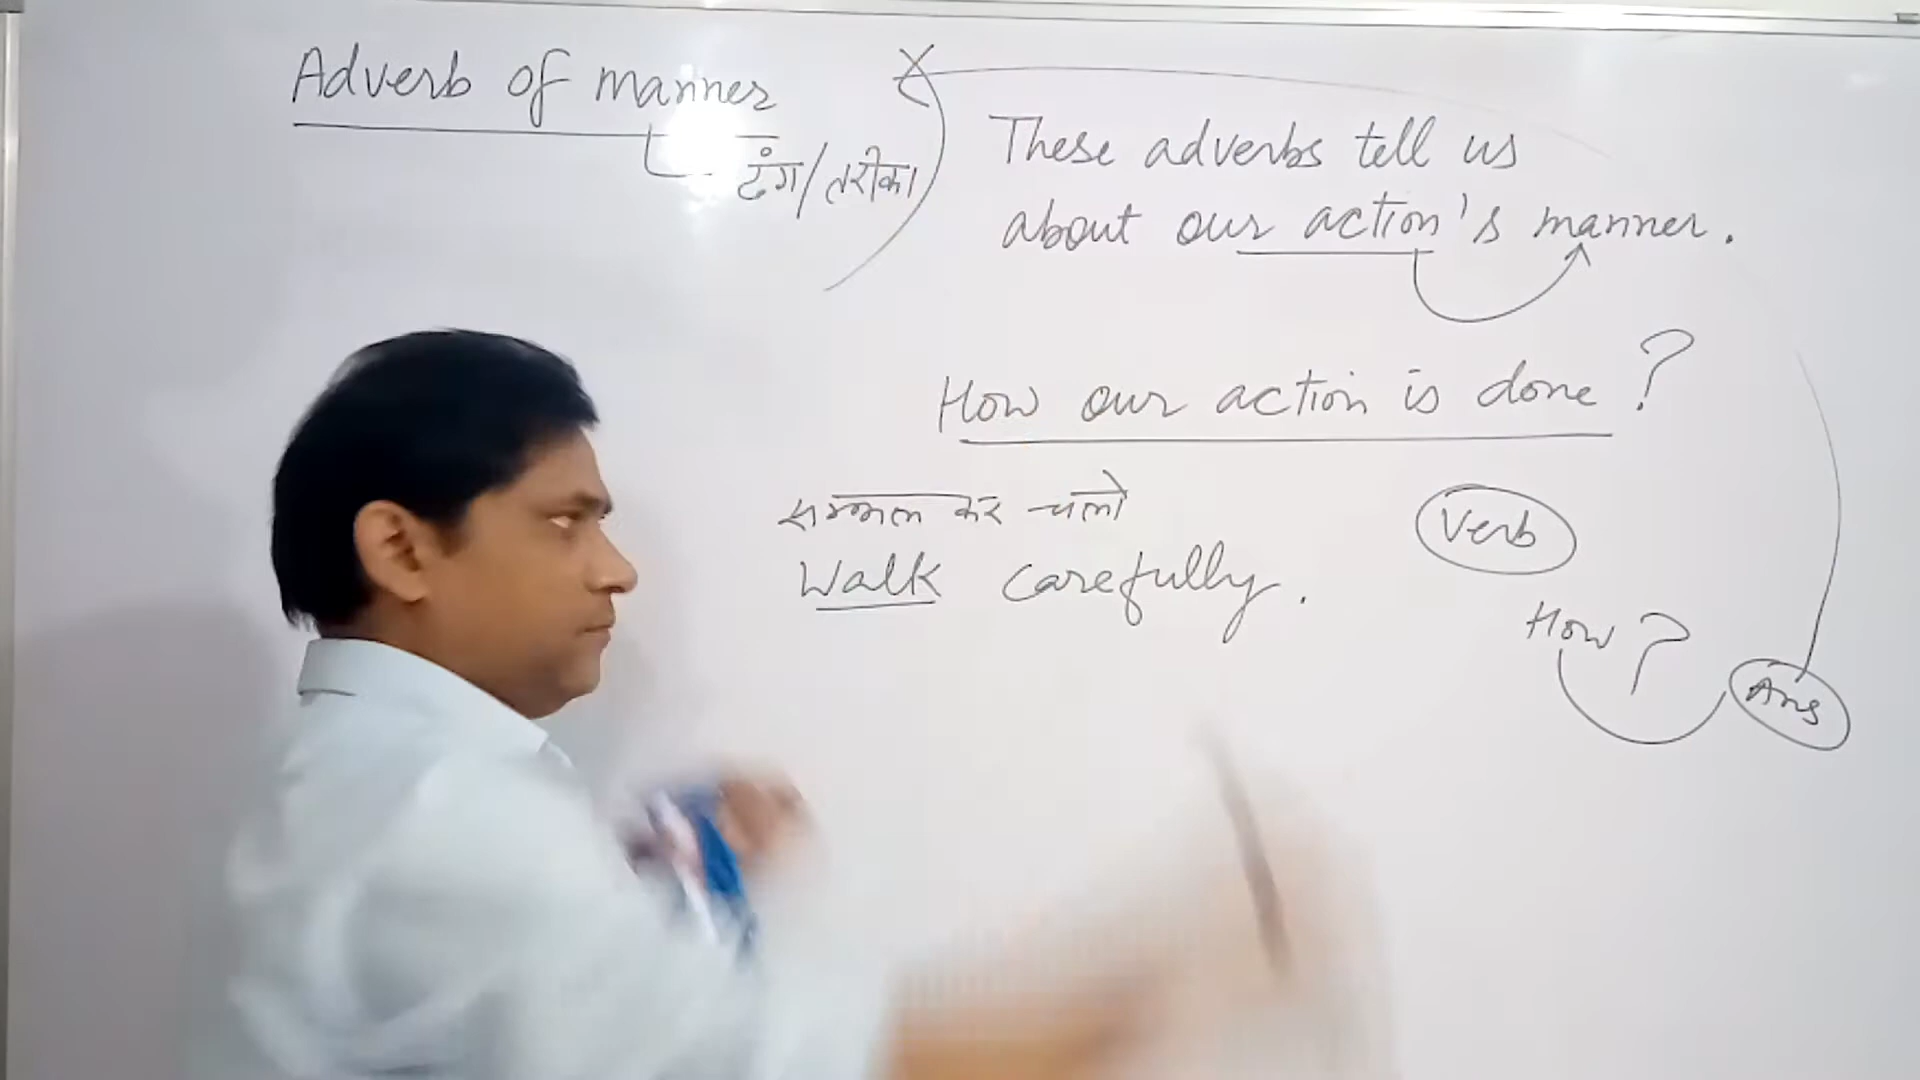 Adverb of manner
ढंग/तरीका
These adverbs tell us
about our action's manner.
How our action is done?
सम्भल कर चलो
Walk carefully.
Verb
How?
Ans